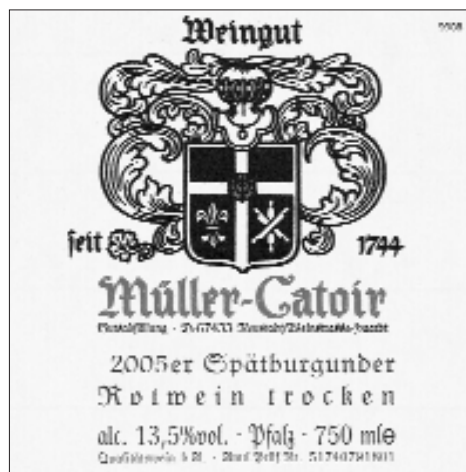 Weingut
seit 1744
Müller-Catoir
2005er Spätburgunder
Rotwein trocken
alc. 13,5%vol. - Pfalz - 750 ml℮